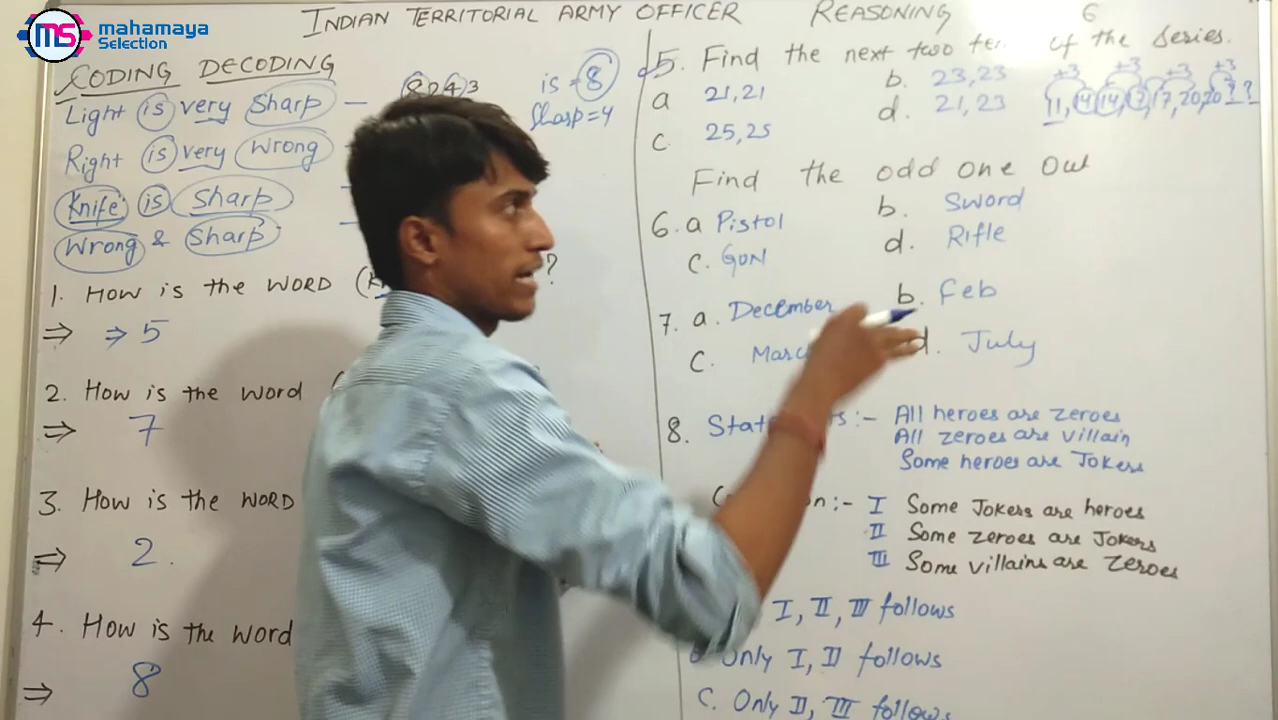 MS mahamaya Selection
INDIAN TERRITORIAL ARMY OFFICER REASONING 6
CODING DECODING
Light is very Sharp - 8243
is - 8
Sharp = 4
Right is very Wrong -
Knife is Sharp -
Wrong & Sharp
1. HOW is the WORD ( ?
⇒ → 5
2. How is the word
⇒ 7
3. HOW is the WORD
⇒ 2.
4. HOW is the word
⇒ 8
5. Find the next two of the series.
a 21,21 b. 23,23
c. 25,25 d. 21,23
+3 +3 +3 +3
11, 14, 14, 17, 17, 20, 20 ? ?
Find the odd one out
6. a Pistol b. Sword
c. GUN d. Rifle
7. a. December b. Feb
c. d. July
8. :- All heroes are zeroes
All zeroes are villain
Some heroes are Jokers
:- I Some Jokers are heroes
II Some zeroes are Jokers
III Some villains are zeroes
I, II, III follows
Only I, II follows
C. Only II, III follows